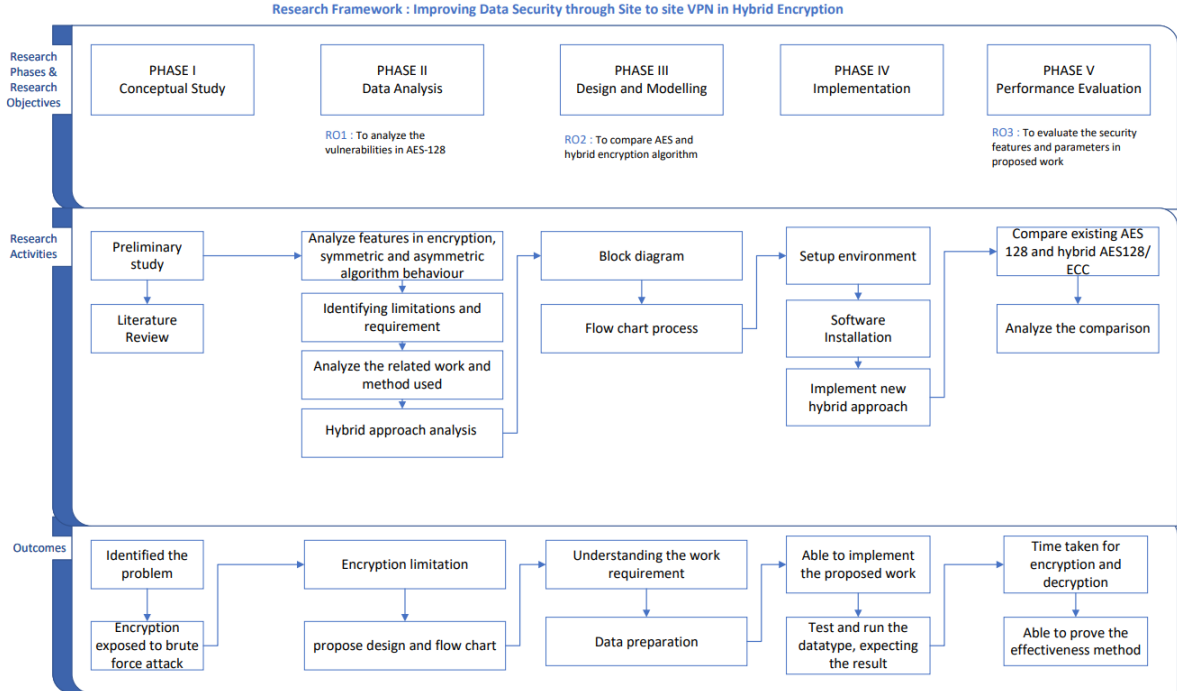 Research Framework : Improving Data Security through Site to site VPN in Hybrid Encryption
Research
Phases &
Research
Objectives
PHASE I
Conceptual Study
PHASE II
Data Analysis
PHASE III
Design and Modelling
PHASE IV
Implementation
PHASE V
Performance Evaluation
RO1 : To analyze the
vulnerabilities in AES-128
RO2 : To compare AES and
hybrid encryption algorithm
RO3 : To evaluate the security
features and parameters in
proposed work
Research
Activities
Preliminary
study
Literature
Review
Analyze features in encryption,
symmetric and asymmetric
algorithm behaviour
Identifying limitations and
requirement
Analyze the related work and
method used
Hybrid approach analysis
Block diagram
Flow chart process
Setup environment
Software
Installation
Implement new
hybrid approach
Compare existing AES
128 and hybrid AES128/
ECC
Analyze the comparison
Outcomes
Identified the
problem
Encryption
exposed to brute
force attack
Encryption limitation
propose design and flow chart
Understanding the work
requirement
Data preparation
Able to implement
the proposed work
Test and run the
datatype, expecting
the result
Time taken for
encryption and
decryption
Able to prove the
effectiveness method